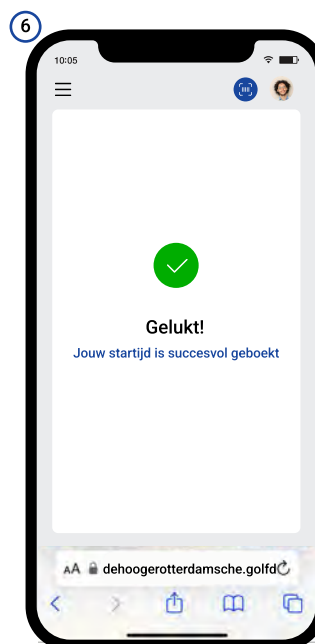 6
10:05
Gelukt!
Jouw startijd is succesvol geboekt
AA dehoogerotterdamsche.golfd